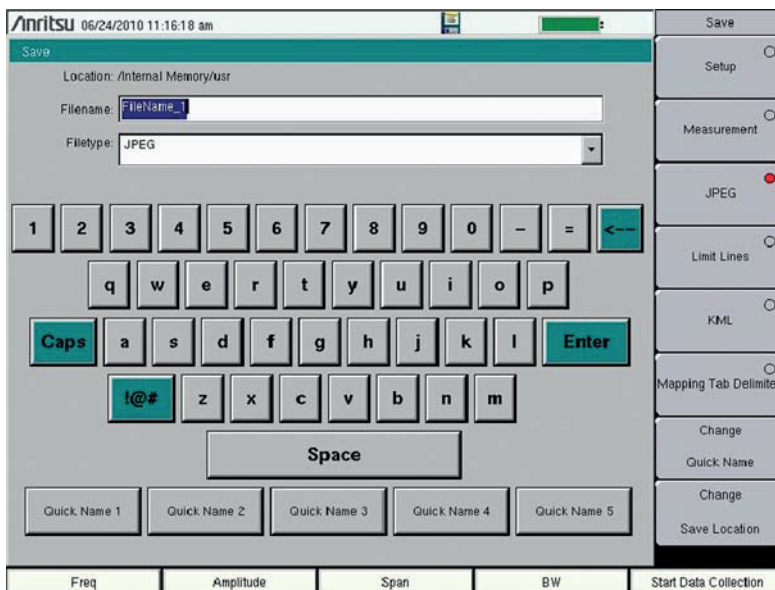 Anritsu 06/24/2010 11:16:18 am
Save
Save
Location: /Internal Memory/usr
Filename: FileName_1
Filetype: JPEG
1 2 3 4 5 6 7 8 9 0 - = <--
q w e r t y u i o p
Caps a s d f g h j k l Enter
!@# z x c v b n m
Space
Quick Name 1 Quick Name 2 Quick Name 3 Quick Name 4 Quick Name 5
Setup
Measurement
JPEG
Limit Lines
KML
Mapping Tab Delimite
Change
Quick Name
Change
Save Location
Freq Amplitude Span BW Start Data Collection